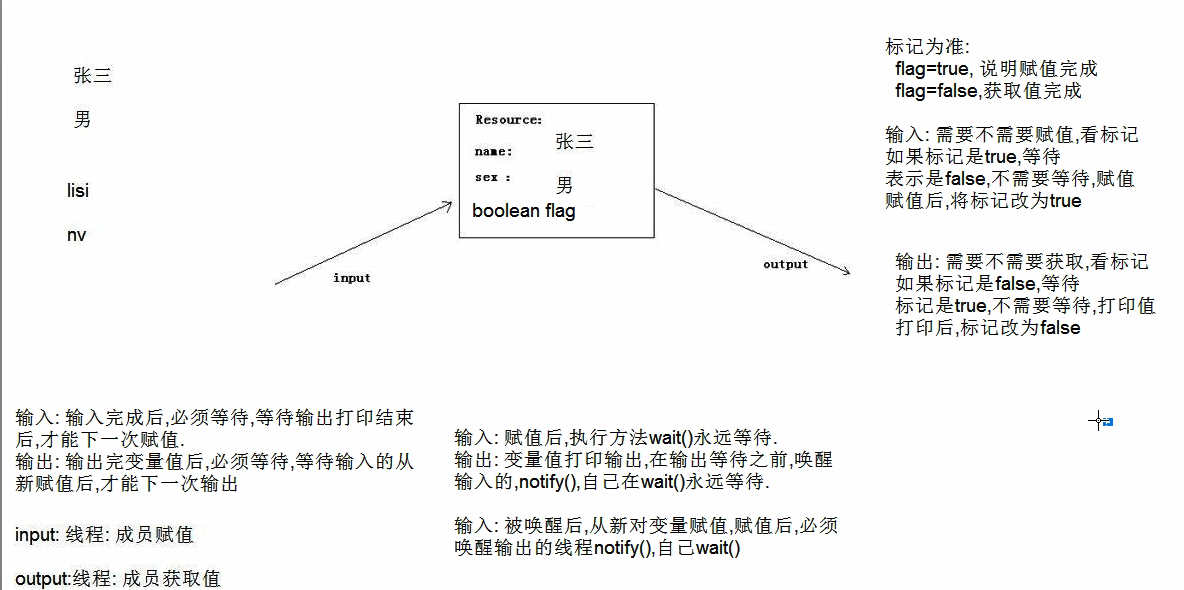 张三
男
lisi
nv
Resource:
name:
张三
sex :
男
boolean flag
input
output
标记为准:
flag=true, 说明赋值完成
flag=false,获取值完成
输入: 需要不需要赋值,看标记
如果标记是true,等待
表示是false,不需要等待,赋值
赋值后,将标记改为true
输出: 需要不需要获取,看标记
如果标记是false,等待
标记是true,不需要等待,打印值
打印后,标记改为false
输入: 输入完成后,必须等待,等待输出打印结束
后,才能下一次赋值.
输出: 输出完变量值后,必须等待,等待输入的从
新赋值后,才能下一次输出
input: 线程: 成员赋值
output:线程: 成员获取值
输入: 赋值后,执行方法wait()永远等待.
输出: 变量值打印输出,在输出等待之前,唤醒
输入的,notify(),自己在wait()永远等待.
输入: 被唤醒后,从新对变量赋值,赋值后,必须
唤醒输出的线程notify(),自己wait()